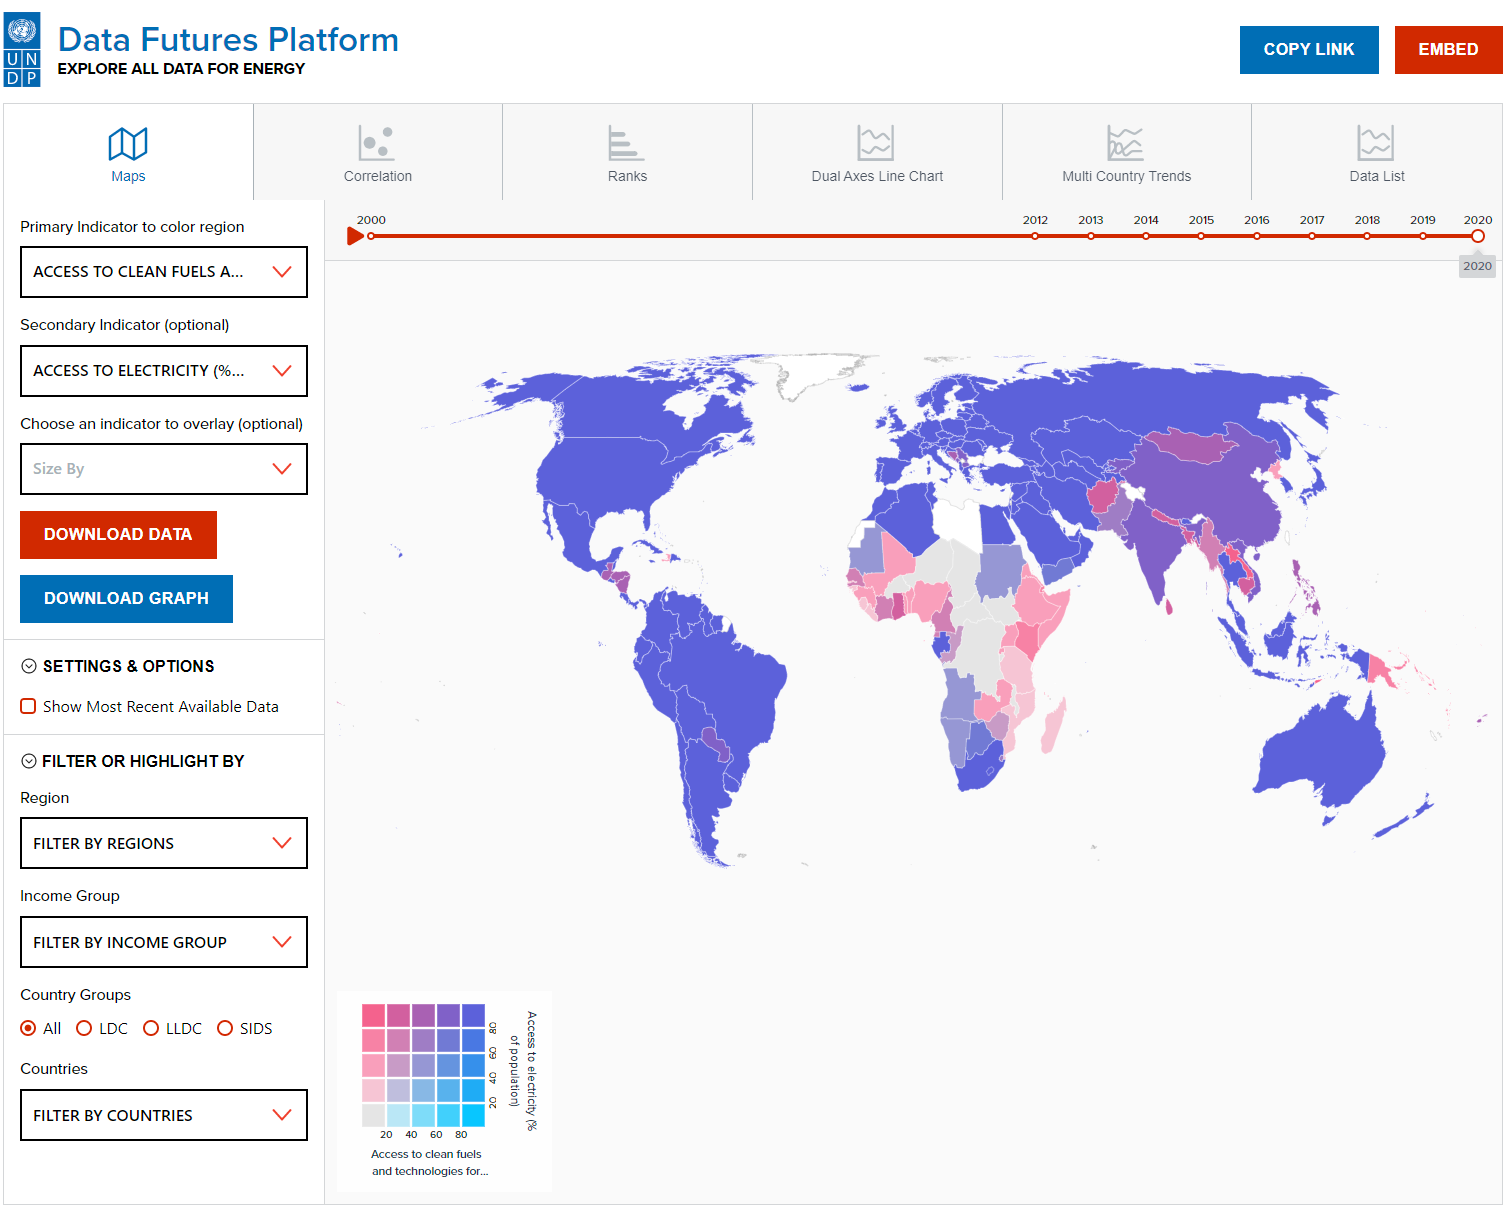 UN
DP
Data Futures Platform
EXPLORE ALL DATA FOR ENERGY
COPY LINK
EMBED
Maps
Correlation
Ranks
Dual Axes Line Chart
Multi Country Trends
Data List
Primary Indicator to color region
ACCESS TO CLEAN FUELS A...
Secondary Indicator (optional)
ACCESS TO ELECTRICITY (%...
Choose an indicator to overlay (optional)
Size By
DOWNLOAD DATA
DOWNLOAD GRAPH
SETTINGS & OPTIONS
Show Most Recent Available Data
FILTER OR HIGHLIGHT BY
Region
FILTER BY REGIONS
Income Group
FILTER BY INCOME GROUP
Country Groups
All LDC LLDC SIDS
Countries
FILTER BY COUNTRIES
2000 2012 2013 2014 2015 2016 2017 2018 2019 2020
2020
80
60
40
20
Access to electricity (%
of population)
20 40 60 80
Access to clean fuels
and technologies for...